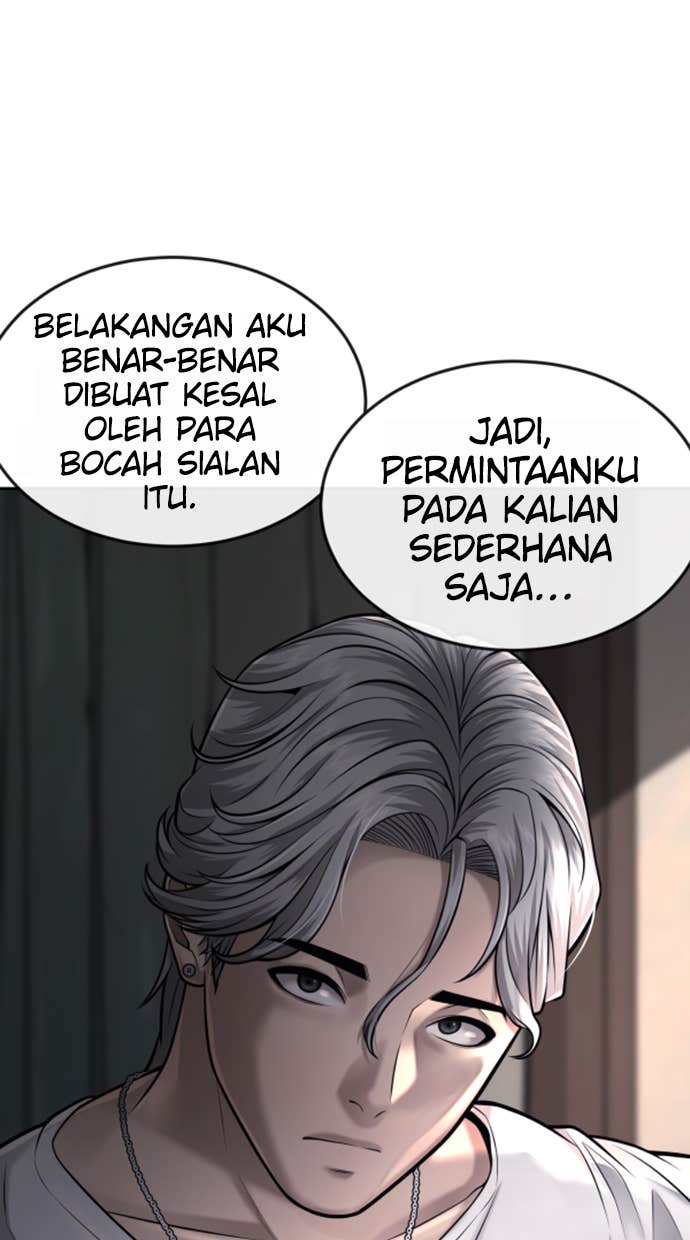 BELAKANGAN AKU
BENAR-BENAR
DIBUAT KESAL
OLEH PARA
BOCAH SIALAN
ITU.
JADI,
PERMINTAANKU
PADA KALIAN
SEDERHANA
SAJA...